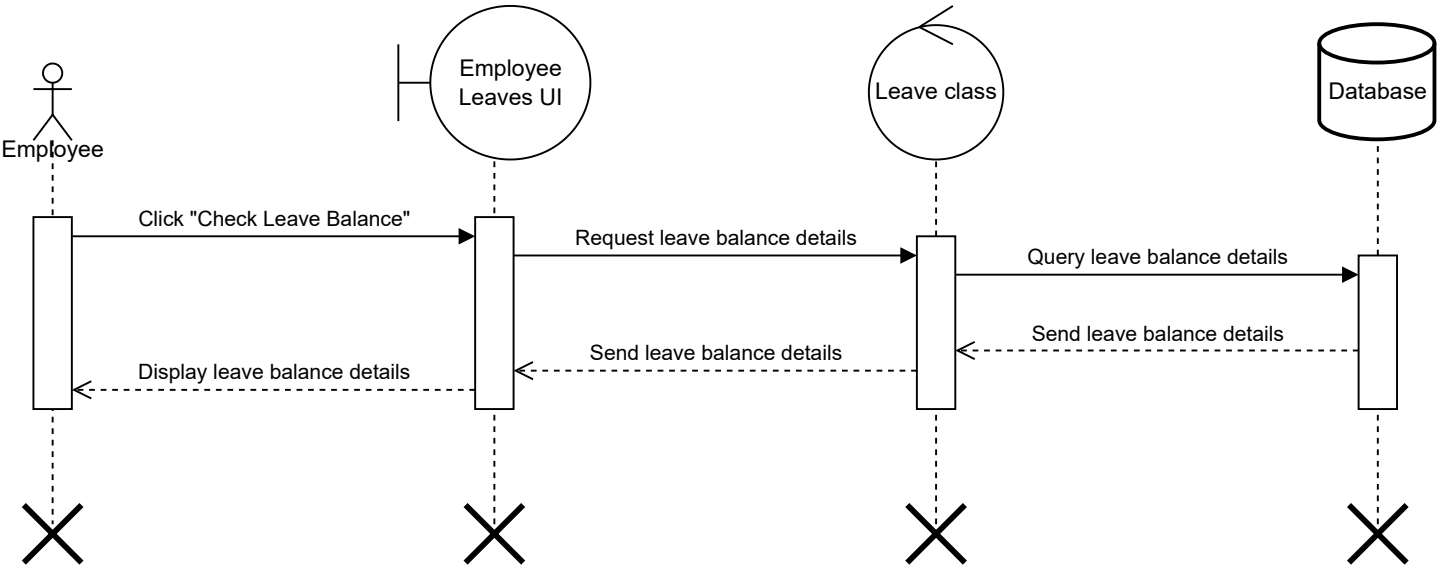 Employee
Leaves UI
Leave class
Database
Employee
Click "Check Leave Balance"
Request leave balance details
Query leave balance details
Send leave balance details
Send leave balance details
Display leave balance details